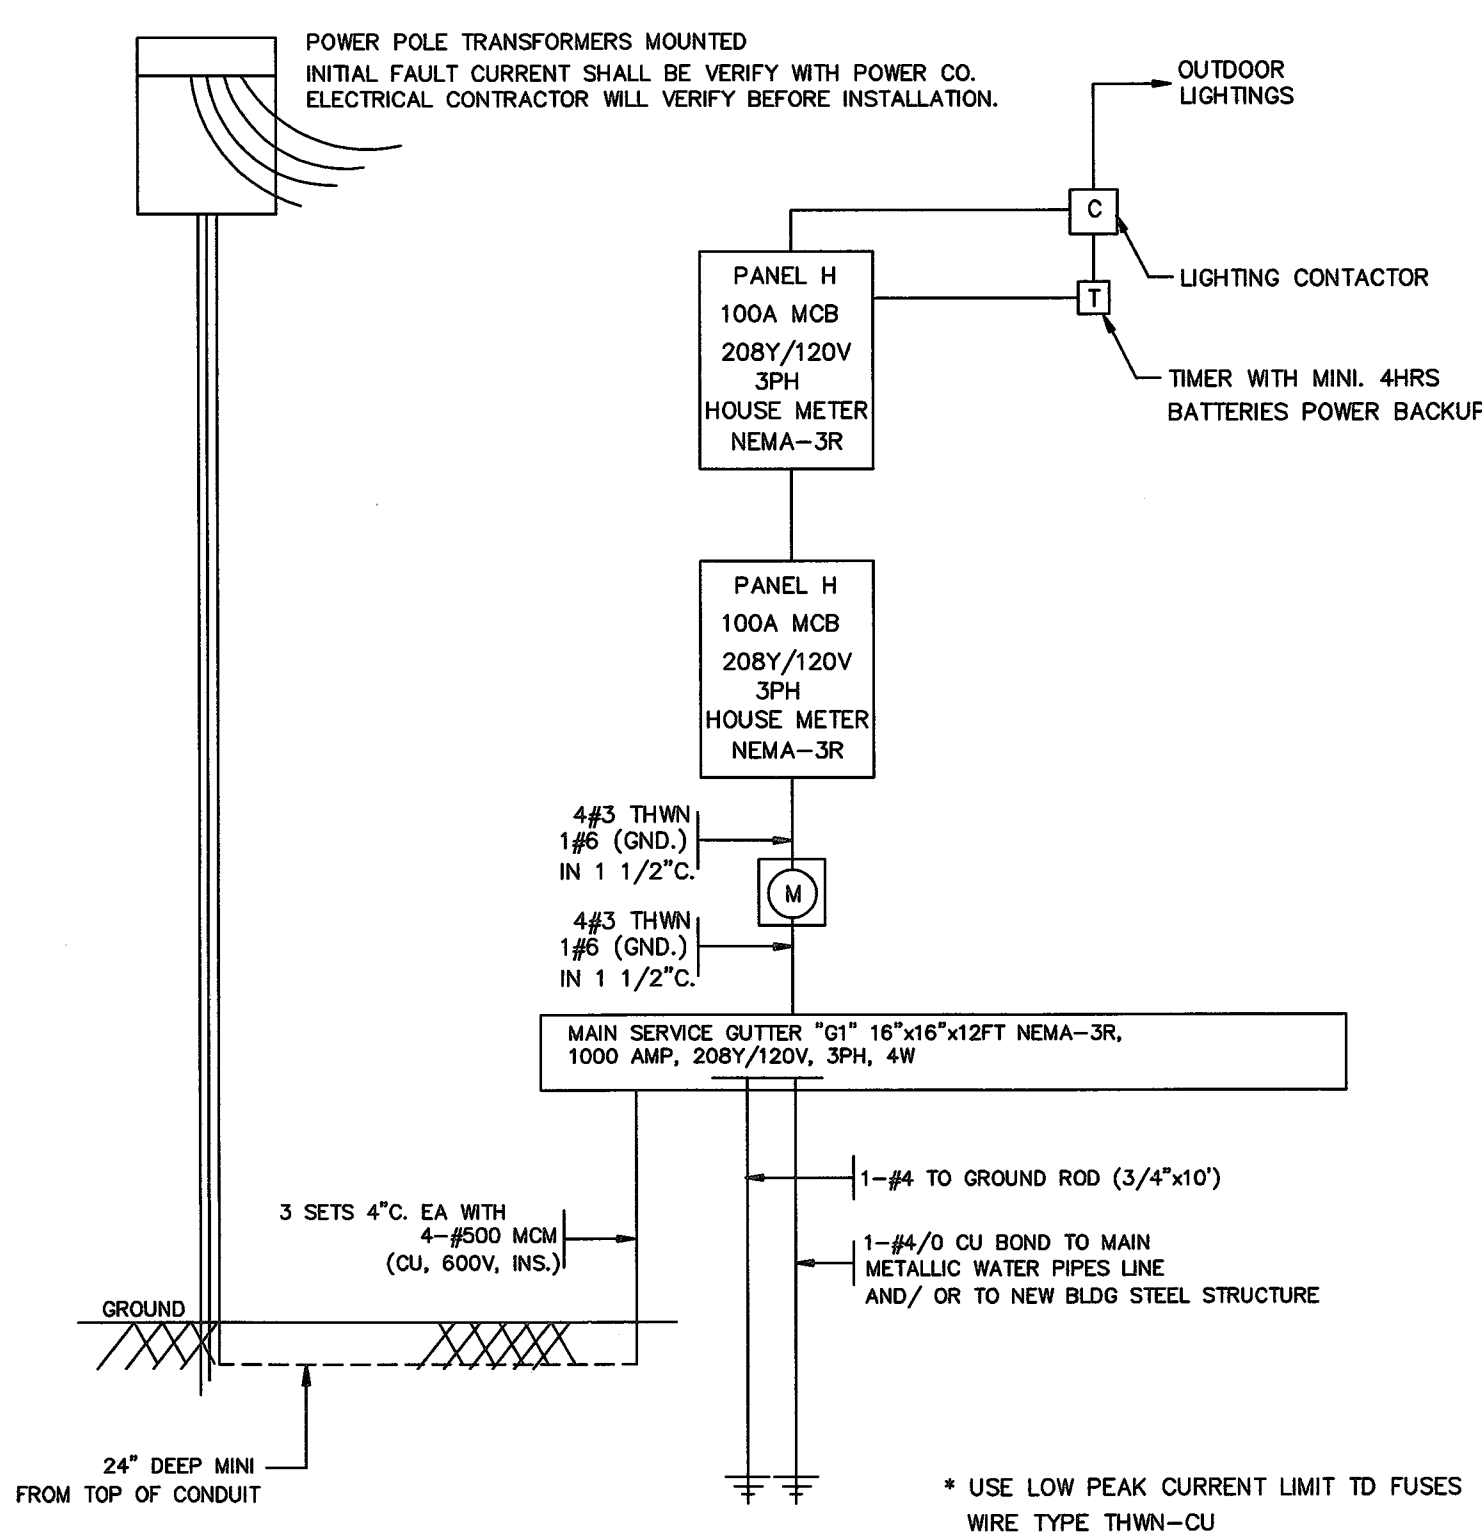 POWER POLE TRANSFORMERS MOUNTED
INITIAL FAULT CURRENT SHALL BE VERIFY WITH POWER CO.
ELECTRICAL CONTRACTOR WILL VERIFY BEFORE INSTALLATION.
OUTDOOR
LIGHTINGS
C
LIGHTING CONTACTOR
T
TIMER WITH MINI. 4HRS
BATTERIES POWER BACKUP
PANEL H
100A MCB
208Y/120V
3PH
HOUSE METER
NEMA-3R
PANEL H
100A MCB
208Y/120V
3PH
HOUSE METER
NEMA-3R
4#3 THWN
1#6 (GND.)
IN 1 1/2"C.
M
4#3 THWN
1#6 (GND.)
IN 1 1/2"C.
MAIN SERVICE GUTTER "G1" 16"x16"x12FT NEMA-3R,
1000 AMP, 208Y/120V, 3PH, 4W
1-#4 TO GROUND ROD (3/4"x10')
3 SETS 4"C. EA WITH
4-#500 MCM
(CU, 600V, INS.)
1-#4/0 CU BOND TO MAIN
METALLIC WATER PIPES LINE
AND/ OR TO NEW BLDG STEEL STRUCTURE
GROUND
24" DEEP MINI
FROM TOP OF CONDUIT
* USE LOW PEAK CURRENT LIMIT TD FUSES
WIRE TYPE THWN-CU